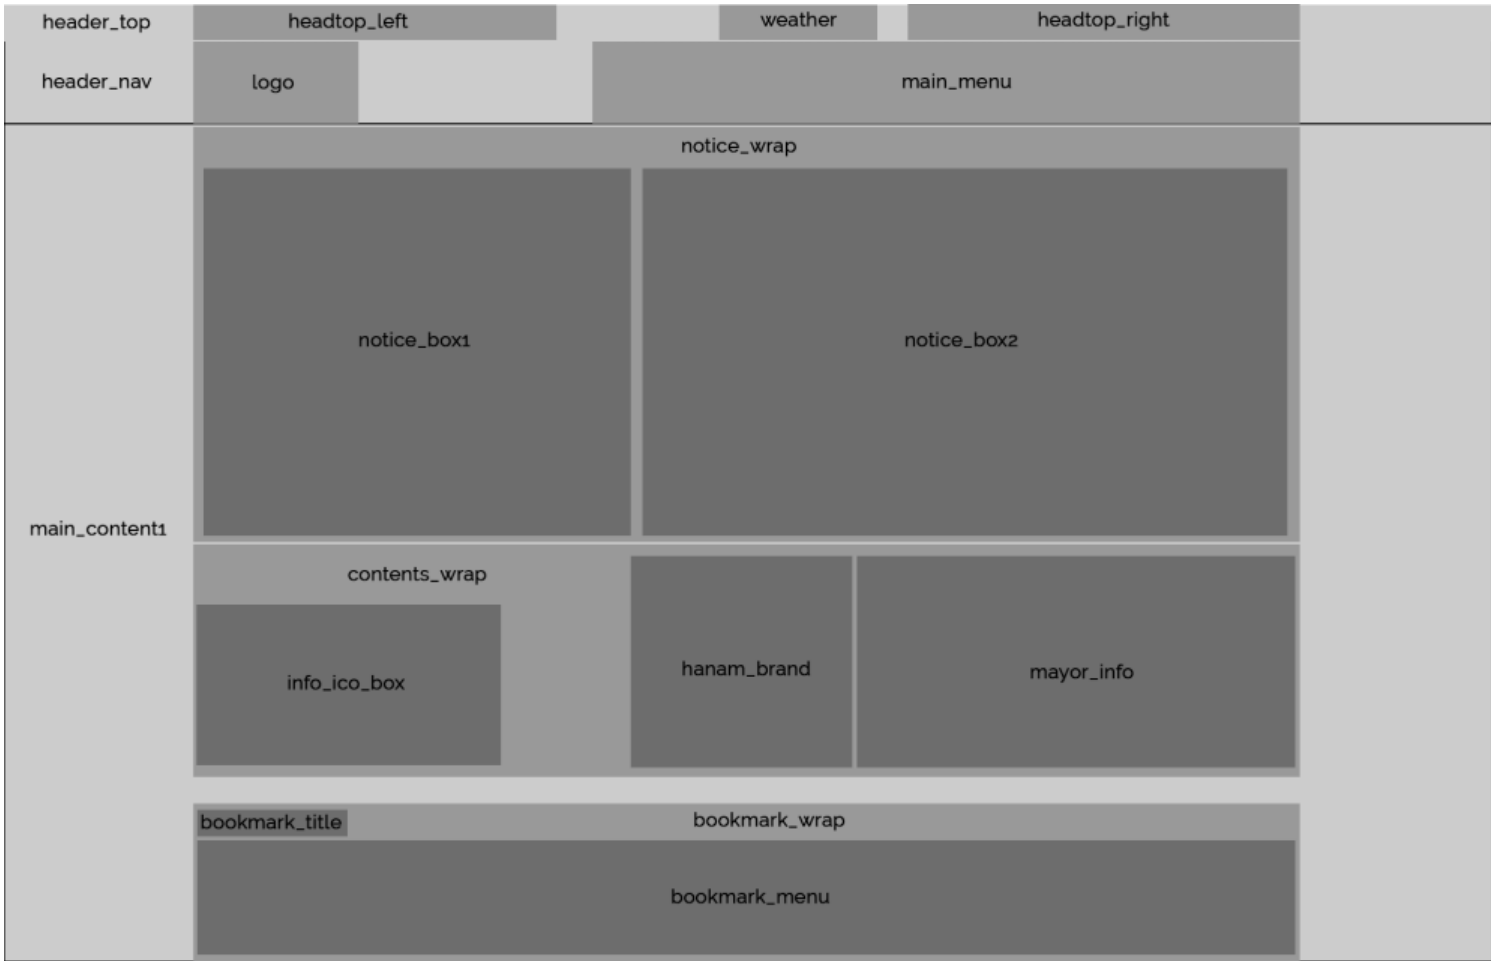 header_top
headtop_left
weather
headtop_right
header_nav
logo
main_menu
notice_wrap
notice_box1
notice_box2
main_content1
contents_wrap
info_ico_box
hanam_brand
mayor_info
bookmark_title
bookmark_wrap
bookmark_menu